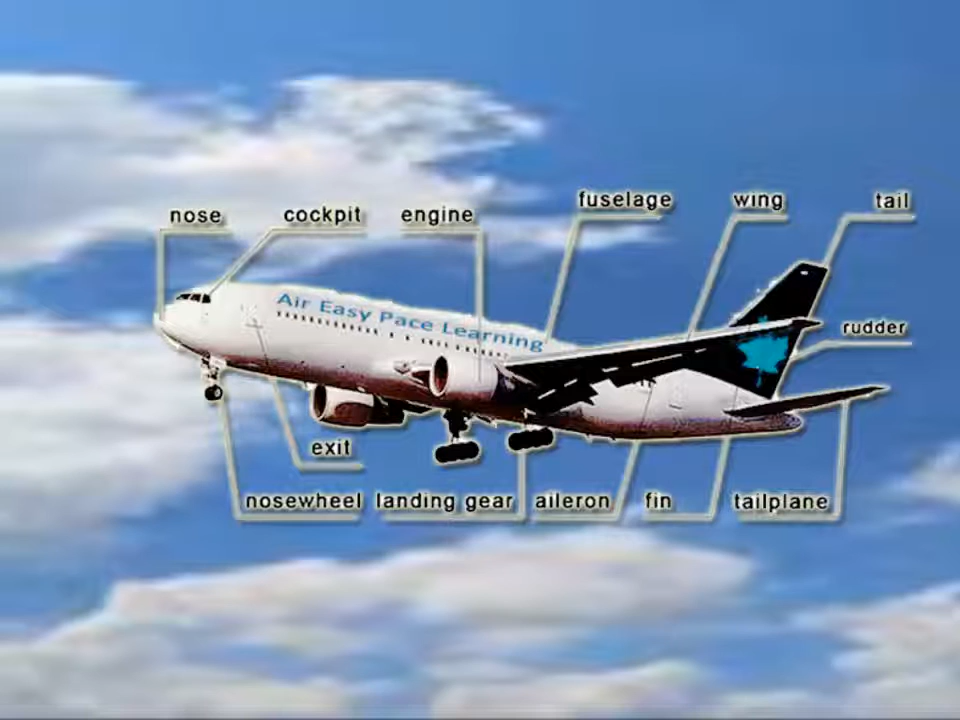 nose
cockpit
engine
fuselage
wing
tail
Air Easy Pace Learning
rudder
exit
nosewheel
landing gear
aileron
fin
tailplane